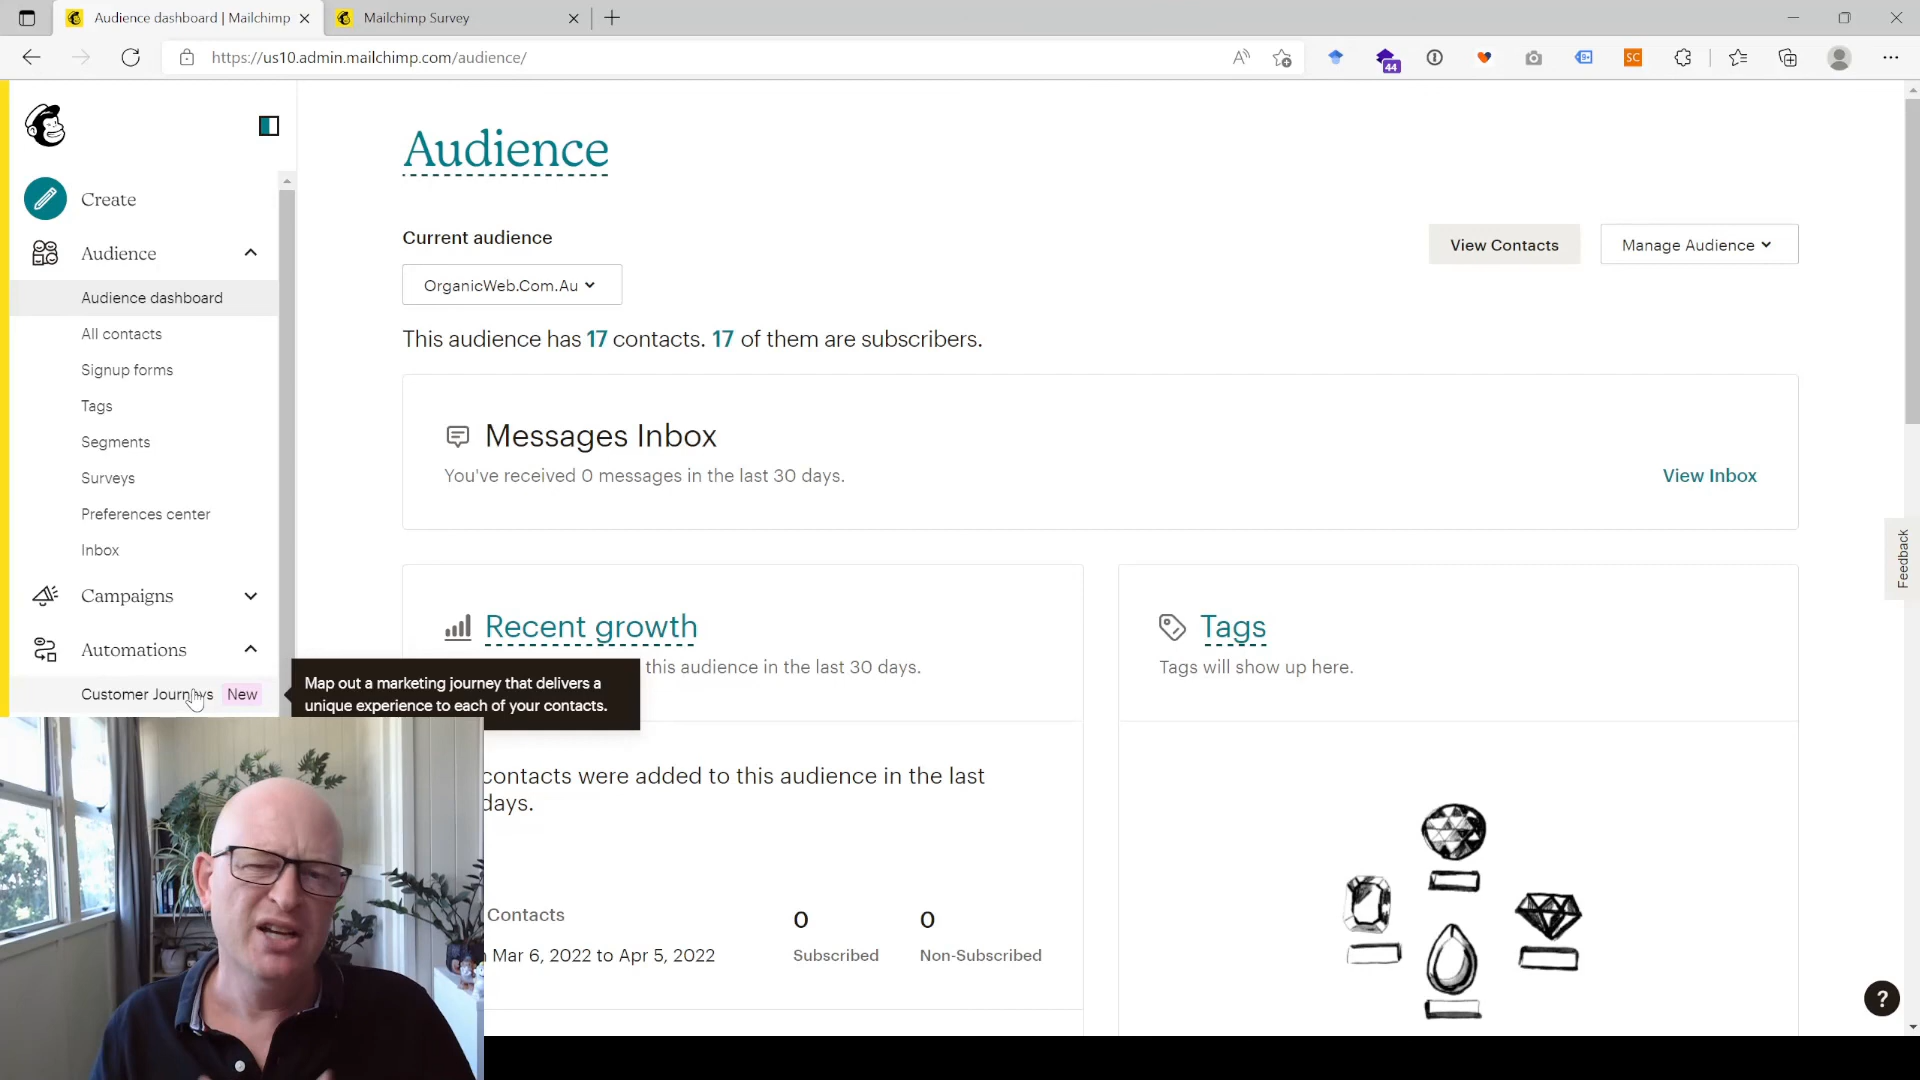 Audience dashboard | Mailchimp
Mailchimp Survey
https://us10.admin.mailchimp.com/audience/
44
SC
Create
Audience
Audience dashboard
All contacts
Signup forms
Tags
Segments
Surveys
Preferences center
Inbox
Campaigns
Automations
Customer Journeys New
Map out a marketing journey that delivers a
unique experience to each of your contacts.
Audience
Current audience
OrganicWeb.Com.Au
View Contacts
Manage Audience
This audience has 17 contacts. 17 of them are subscribers.
Messages Inbox
You've received 0 messages in the last 30 days.
View Inbox
Recent growth
this audience in the last 30 days.
contacts were added to this audience in the last
days.
Contacts
Mar 6, 2022 to Apr 5, 2022
0
Subscribed
0
Non-Subscribed
Tags
Tags will show up here.
Feedback
?